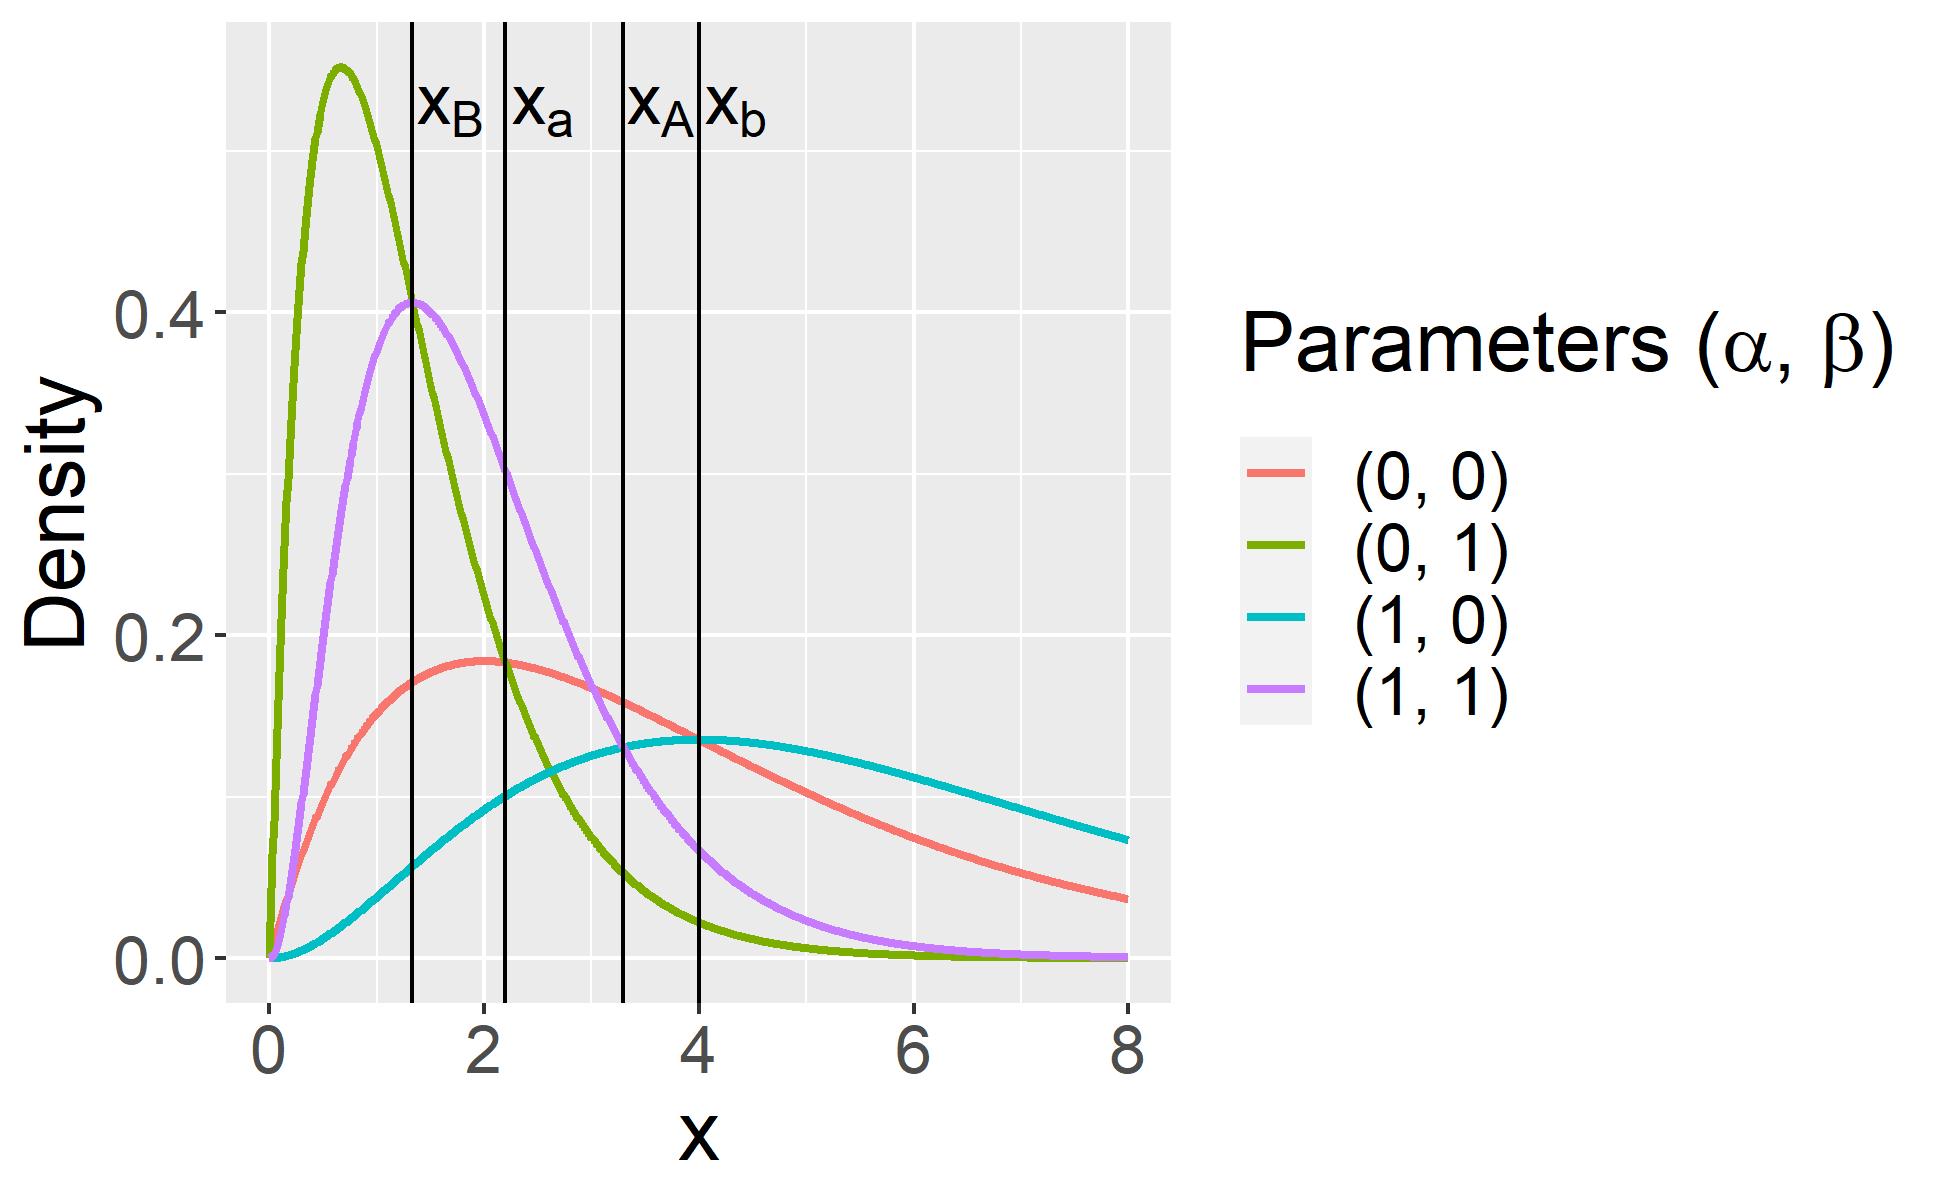 x_B x_a x_A x_b
0.4
0.2
0.0
Density
0 2 4 6 8
x
Parameters (α, β)
(0, 0)
(0, 1)
(1, 0)
(1, 1)